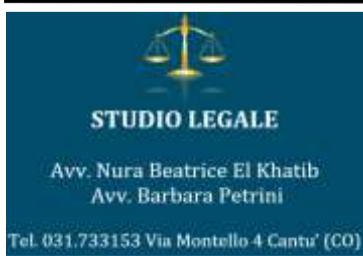 STUDIO LEGALE
Avv. Nura Beatrice El Khatib
Avv. Barbara Petrini
Tel. 031.733153 Via Montello 4 Cantu' (CO)